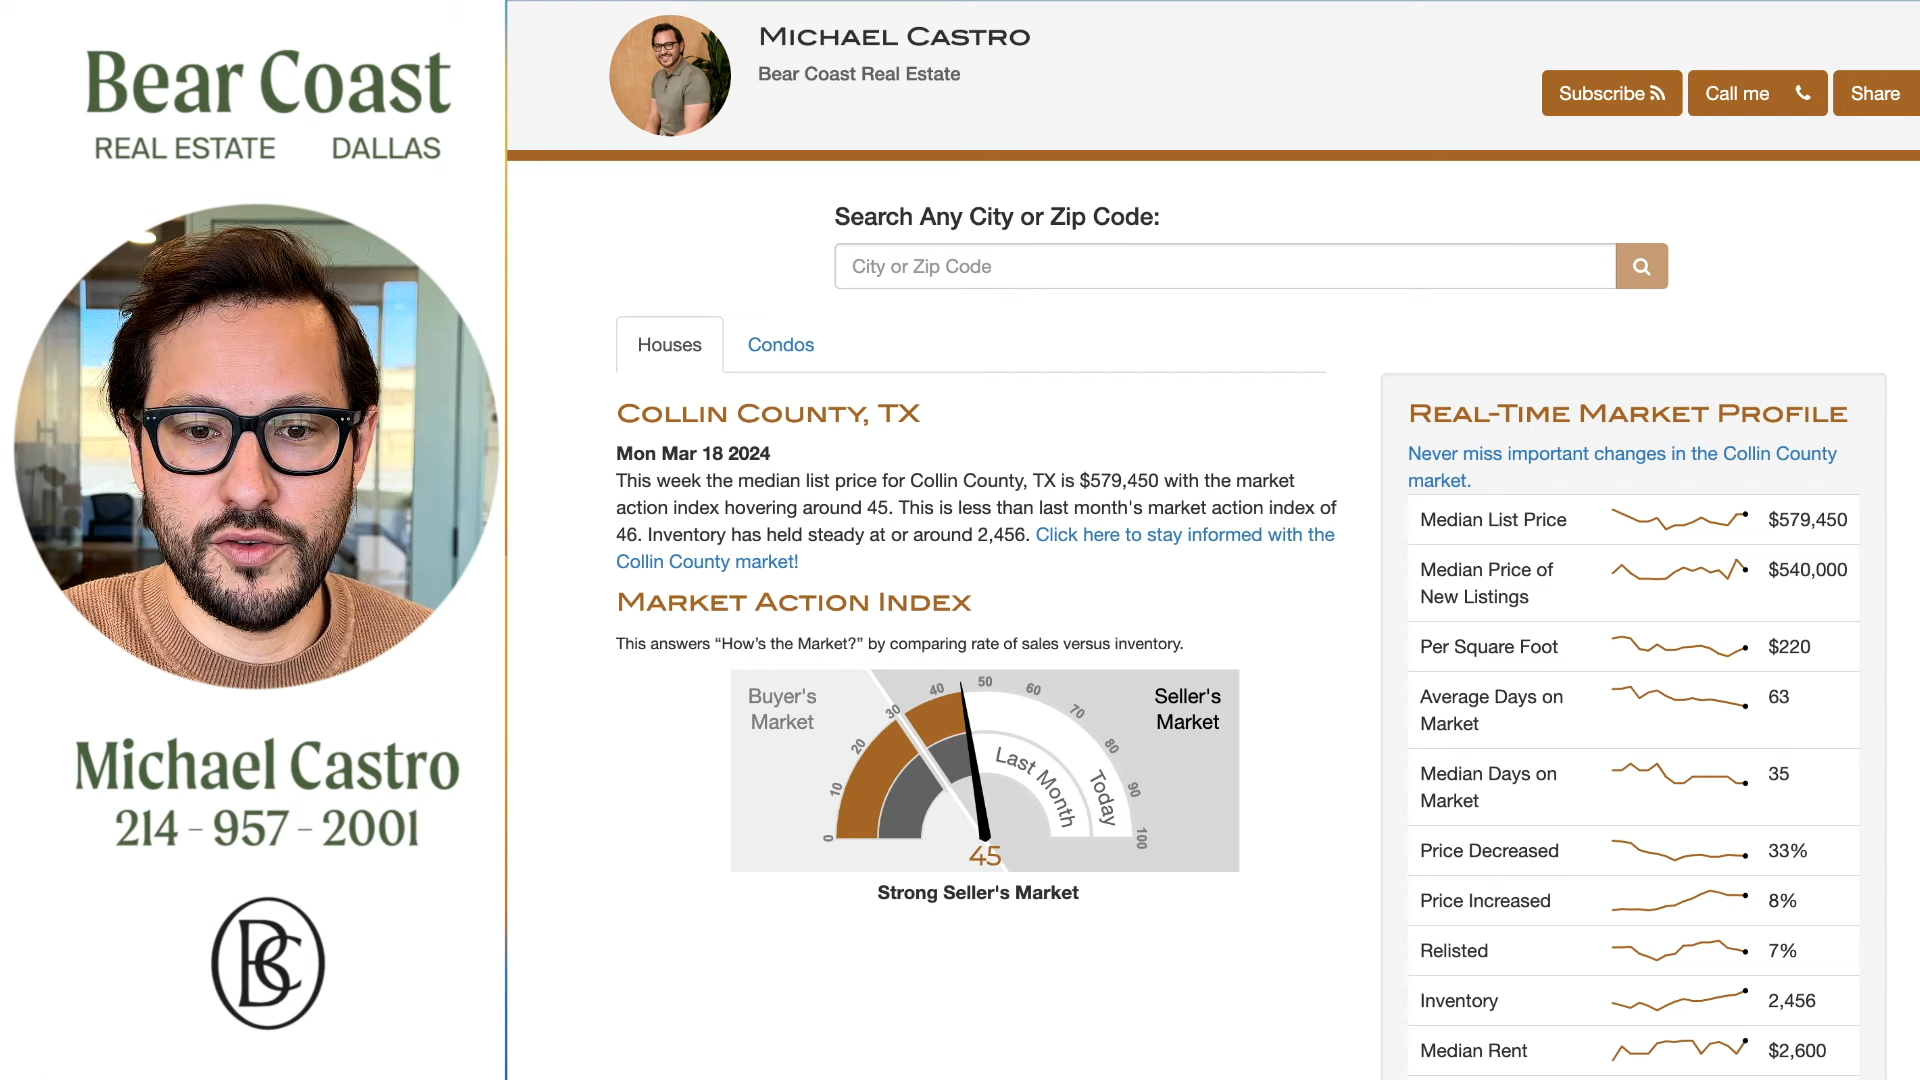 Bear Coast
REAL ESTATE DALLAS
Michael Castro
214 - 957 - 2001
BC
MICHAEL CASTRO
Bear Coast Real Estate
Subscribe
Call me
Share
Search Any City or Zip Code:
City or Zip Code
Houses
Condos
COLLIN COUNTY, TX
Mon Mar 18 2024
This week the median list price for Collin County, TX is $579,450 with the market
action index hovering around 45. This is less than last month's market action index of
46. Inventory has held steady at or around 2,456. Click here to stay informed with the
Collin County market!
MARKET ACTION INDEX
This answers “How’s the Market?” by comparing rate of sales versus inventory.
Buyer's
Market
Seller's
Market
0
10
20
30
40
50
60
70
80
90
100
Last Month
Today
45
Strong Seller's Market
REAL-TIME MARKET PROFILE
Never miss important changes in the Collin County
market.
Median List Price $579,450
Median Price of
New Listings $540,000
Per Square Foot $220
Average Days on
Market 63
Median Days on
Market 35
Price Decreased 33%
Price Increased 8%
Relisted 7%
Inventory 2,456
Median Rent $2,600